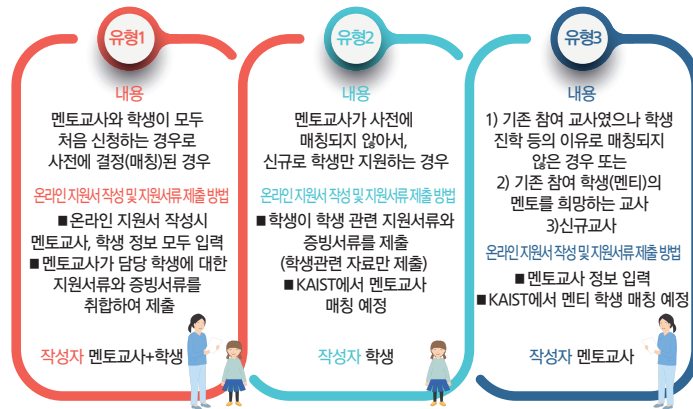 유형1
내용
멘토교사와 학생이 모두
처음 신청하는 경우로
사전에 결정(매칭)된 경우
온라인 지원서 작성 및 지원서류 제출 방법
■ 온라인 지원서 작성시
멘토교사, 학생 정보 모두 입력
■ 멘토교사가 담당 학생에 대한
지원서류와 증빙서류를
취합하여 제출
작성자 멘토교사+학생
유형2
내용
멘토교사가 사전에
매칭되지 않아서,
신규로 학생만 지원하는 경우
온라인 지원서 작성 및 지원서류 제출 방법
■ 학생이 학생 관련 지원서류와
증빙서류를 제출
(학생관련 자료만 제출)
■ KAIST에서 멘토교사
매칭 예정
작성자 학생
유형3
내용
1) 기존 참여 교사였으나 학생
진학 등의 이유로 매칭되지
않은 경우 또는
2) 기존 참여 학생(멘티)의
멘토를 희망하는 교사
3)신규교사
온라인 지원서 작성 및 지원서류 제출 방법
■ 멘토교사 정보 입력
■ KAIST에서 멘티 학생 매칭 예정
작성자 멘토교사